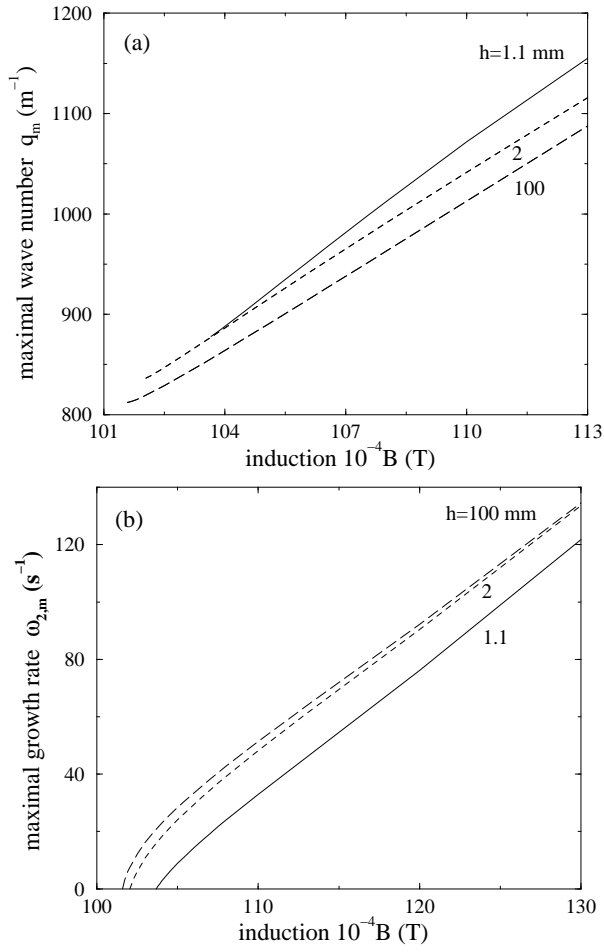 1200
(a)
h=1.1 mm
1100
2
100
1000
900
800
101
104
107
110
113
maximal wave number q_m (m⁻¹)
induction 10⁻⁴B (T)
(b)
h=100 mm
120
2
1.1
80
40
0
100
110
120
130
maximal growth rate ω_2,m (s⁻¹)
induction 10⁻⁴B (T)